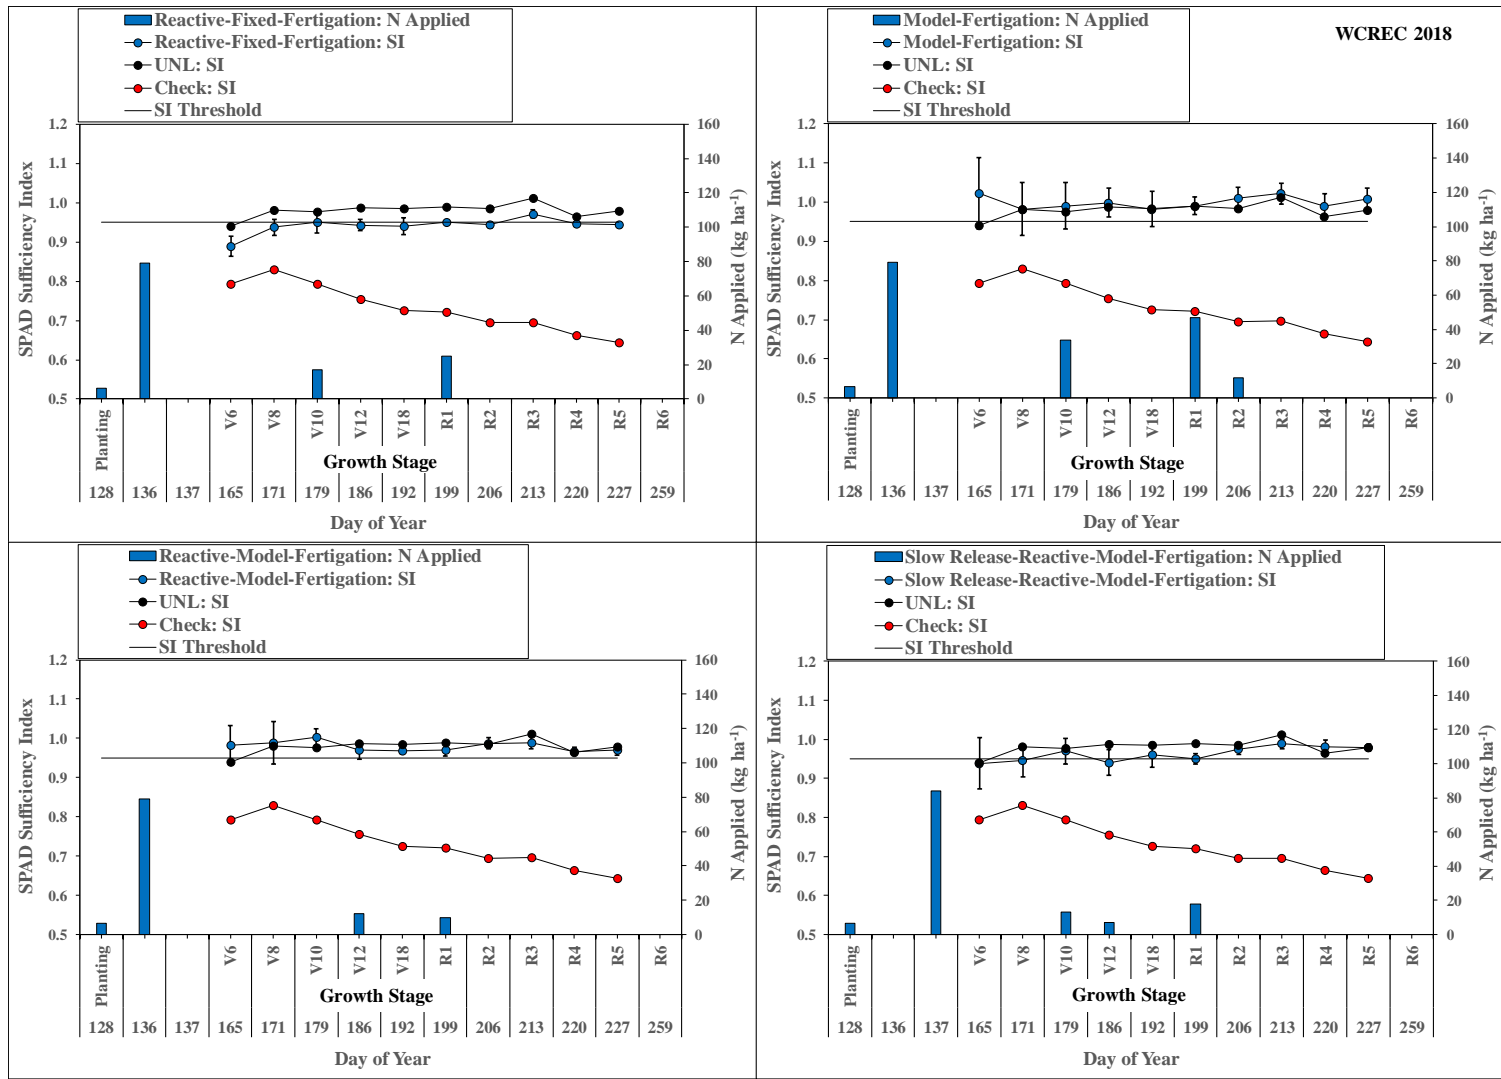 Reactive-Fixed-Fertigation: N Applied
Reactive-Fixed-Fertigation: SI
UNL: SI
Check: SI
SI Threshold
1.2
1.1
1.0
0.9
0.8
0.7
0.6
0.5
SPAD Sufficiency Index
160
140
120
100
80
60
40
20
0
N Applied (kg ha-1)
Planting V6 V8 V10 V12 V18 R1 R2 R3 R4 R5 R6
Growth Stage
128 136 137 165 171 179 186 192 199 206 213 220 227 259
Day of Year
Model-Fertigation: N Applied
Model-Fertigation: SI
UNL: SI
Check: SI
SI Threshold
WCREC 2018
1.2
1.1
1.0
0.9
0.8
0.7
0.6
0.5
SPAD Sufficiency Index
160
140
120
100
80
60
40
20
0
N Applied (kg ha-1)
Planting V6 V8 V10 V12 V18 R1 R2 R3 R4 R5 R6
Growth Stage
128 136 137 165 171 179 186 192 199 206 213 220 227 259
Day of Year
Reactive-Model-Fertigation: N Applied
Reactive-Model-Fertigation: SI
UNL: SI
Check: SI
SI Threshold
1.2
1.1
1.0
0.9
0.8
0.7
0.6
0.5
SPAD Sufficiency Index
160
140
120
100
80
60
40
20
0
N Applied (kg ha-1)
Planting V6 V8 V10 V12 V18 R1 R2 R3 R4 R5 R6
Growth Stage
128 136 137 165 171 179 186 192 199 206 213 220 227 259
Day of Year
Slow Release-Reactive-Model-Fertigation: N Applied
Slow Release-Reactive-Model-Fertigation: SI
UNL: SI
Check: SI
SI Threshold
1.2
1.1
1.0
0.9
0.8
0.7
0.6
0.5
SPAD Sufficiency Index
160
140
120
100
80
60
40
20
0
N Applied (kg ha-1)
Planting V6 V8 V10 V12 V18 R1 R2 R3 R4 R5 R6
Growth Stage
128 136 137 165 171 179 186 192 199 206 213 220 227 259
Day of Year